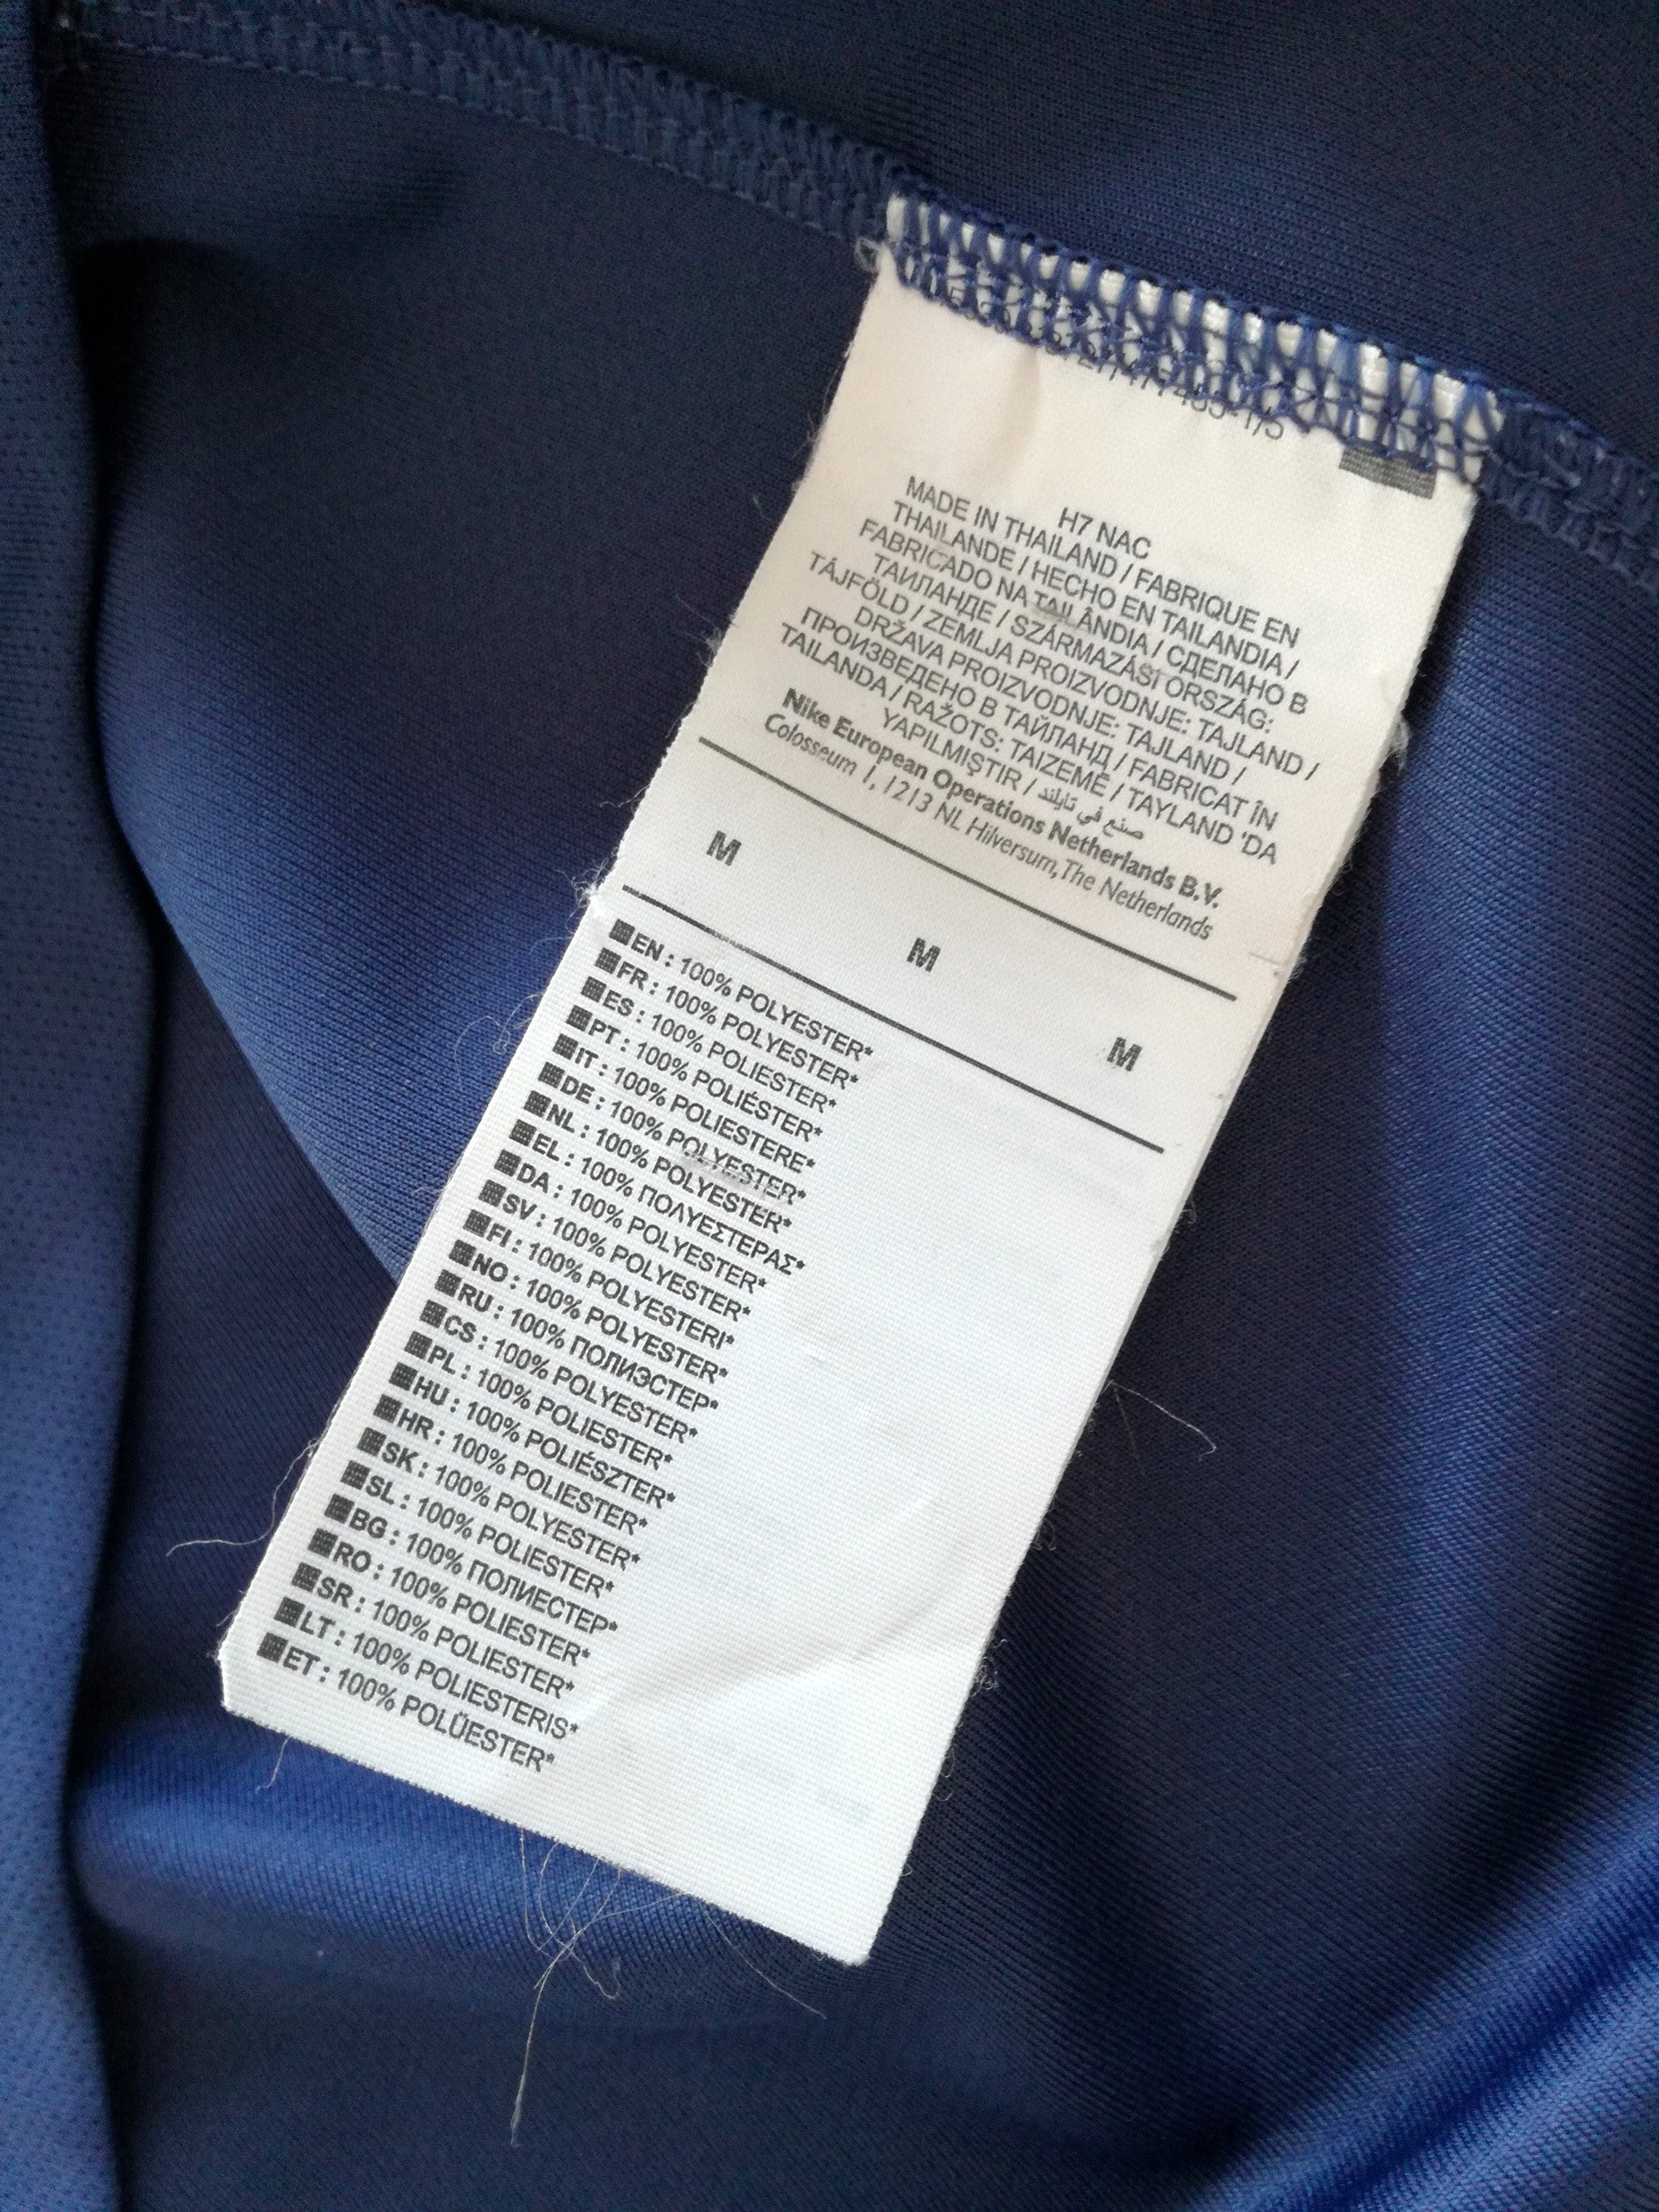 H7 NAC
MADE IN THAILAND / FABRIQUE EN
THAILANDE / HECHO EN TAILANDIA /
FABRICADO NA TAILÂNDIA / СДЕЛАНО В
ТАИЛАНДЕ / SZÁRMAZÁSI ORSZÁG:
TÁJFÖLD / ZEMLJA PROIZVODNJE: TAJLAND /
DRŽAVA PROIZVODNJE: TAJLAND /
ПРОИЗВЕДЕНО В ТАЙЛАНД / FABRICAT ÎN
TAILANDA / RAŽOTS: TAIZEMĒ / TAYLAND 'DA
YAPILMIŞTIR / صنع في تايلند
Nike European Operations Netherlands B.V.
Colosseum 1, 1213 NL Hilversum, The Netherlands
M M M
EN : 100% POLYESTER*
FR : 100% POLYESTER*
ES : 100% POLIESTER*
PT : 100% POLIÉSTER*
IT : 100% POLIESTERE*
DE : 100% POLYESTER*
NL : 100% POLYESTER*
EL : 100% ΠΟΛΥΕΣΤΕΡΑΣ*
DA : 100% POLYESTER*
SV : 100% POLYESTER*
FI : 100% POLYESTERI*
NO : 100% POLYESTER*
RU : 100% ПОЛИЭСТЕР*
CS : 100% POLYESTER*
PL : 100% POLIESTER*
HU : 100% POLIÉSZTER*
HR : 100% POLIESTER*
SK : 100% POLYESTER*
SL : 100% POLIESTER*
BG : 100% ПОЛИЕСТЕР*
RO : 100% POLIESTER*
SR : 100% POLIESTER*
LT : 100% POLIESTERIS*
ET : 100% POLÜESTER*